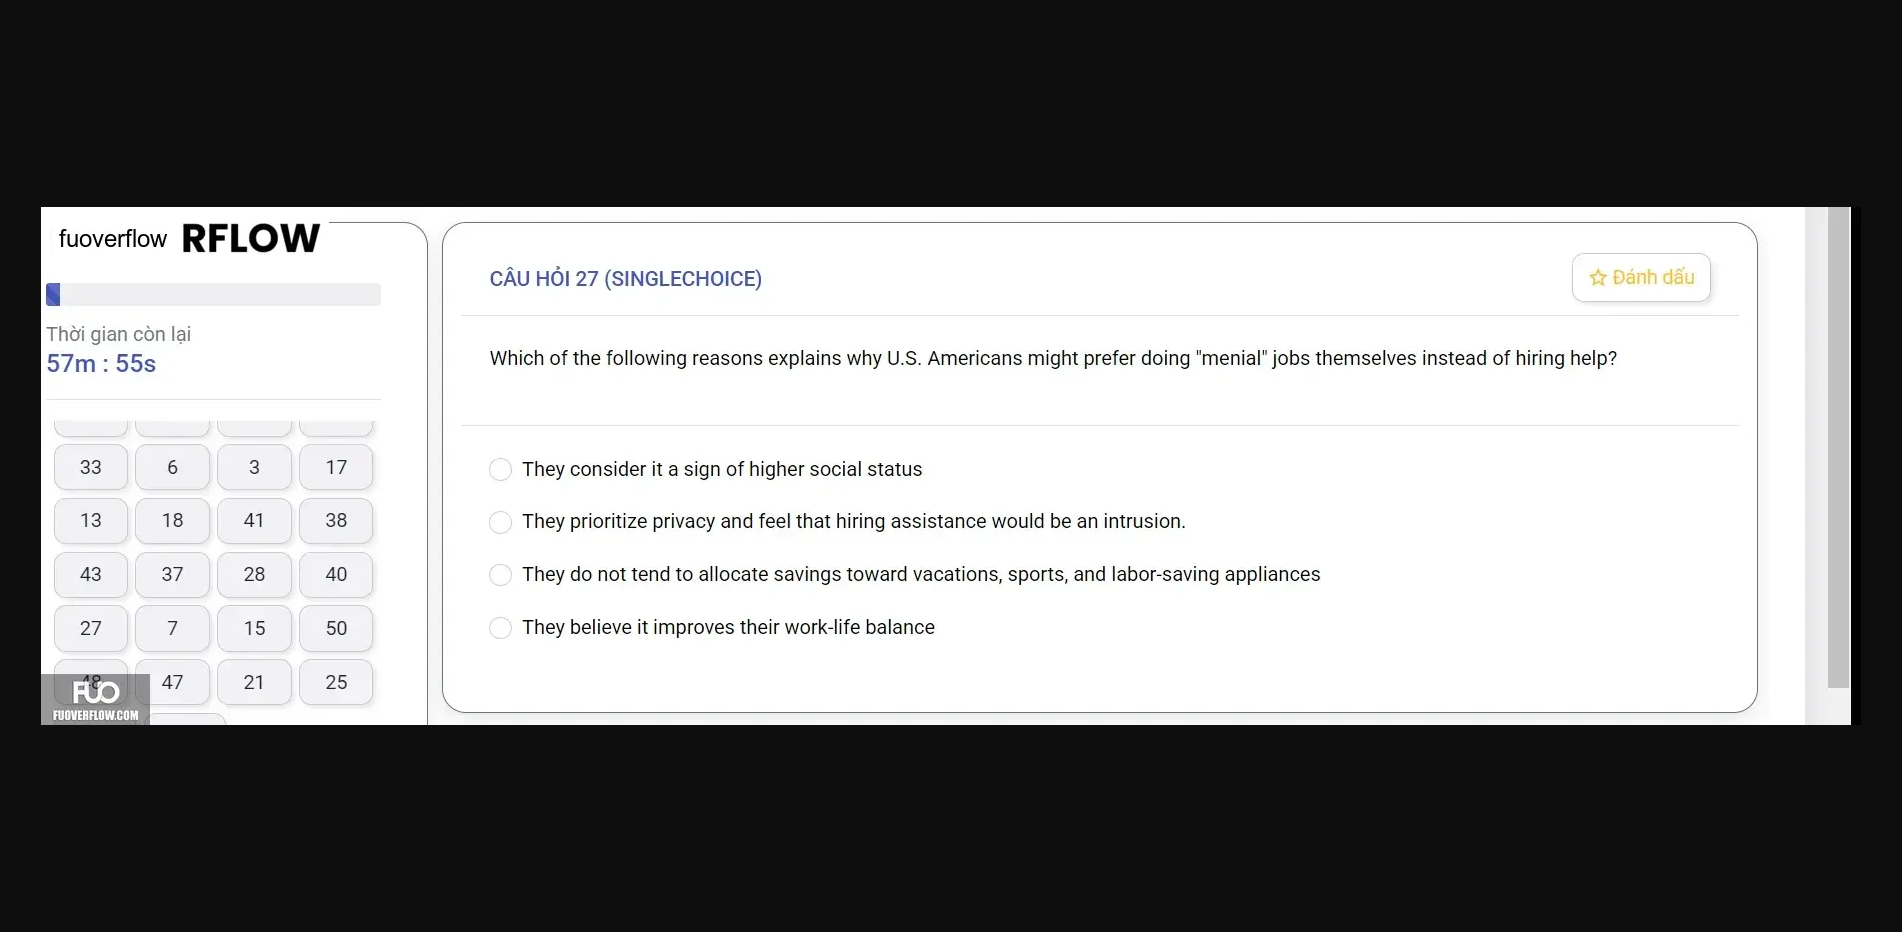 fuoverflow RFLOW
Thời gian còn lại
57m : 55s
33 6 3 17
13 18 41 38
43 37 28 40
27 7 15 50
48 47 21 25
FUO
FUOVERFLOW.COM
CÂU HỎI 27 (SINGLECHOICE)
Đánh dấu
Which of the following reasons explains why U.S. Americans might prefer doing "menial" jobs themselves instead of hiring help?
They consider it a sign of higher social status
They prioritize privacy and feel that hiring assistance would be an intrusion.
They do not tend to allocate savings toward vacations, sports, and labor-saving appliances
They believe it improves their work-life balance